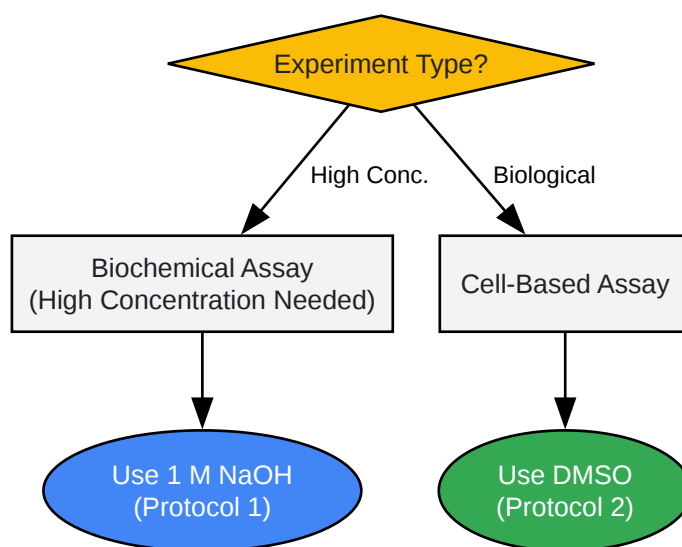 Experiment Type?
High Conc.
Biological
Biochemical Assay
(High Concentration Needed)
Cell-Based Assay
Use 1 M NaOH
(Protocol 1)
Use DMSO
(Protocol 2)